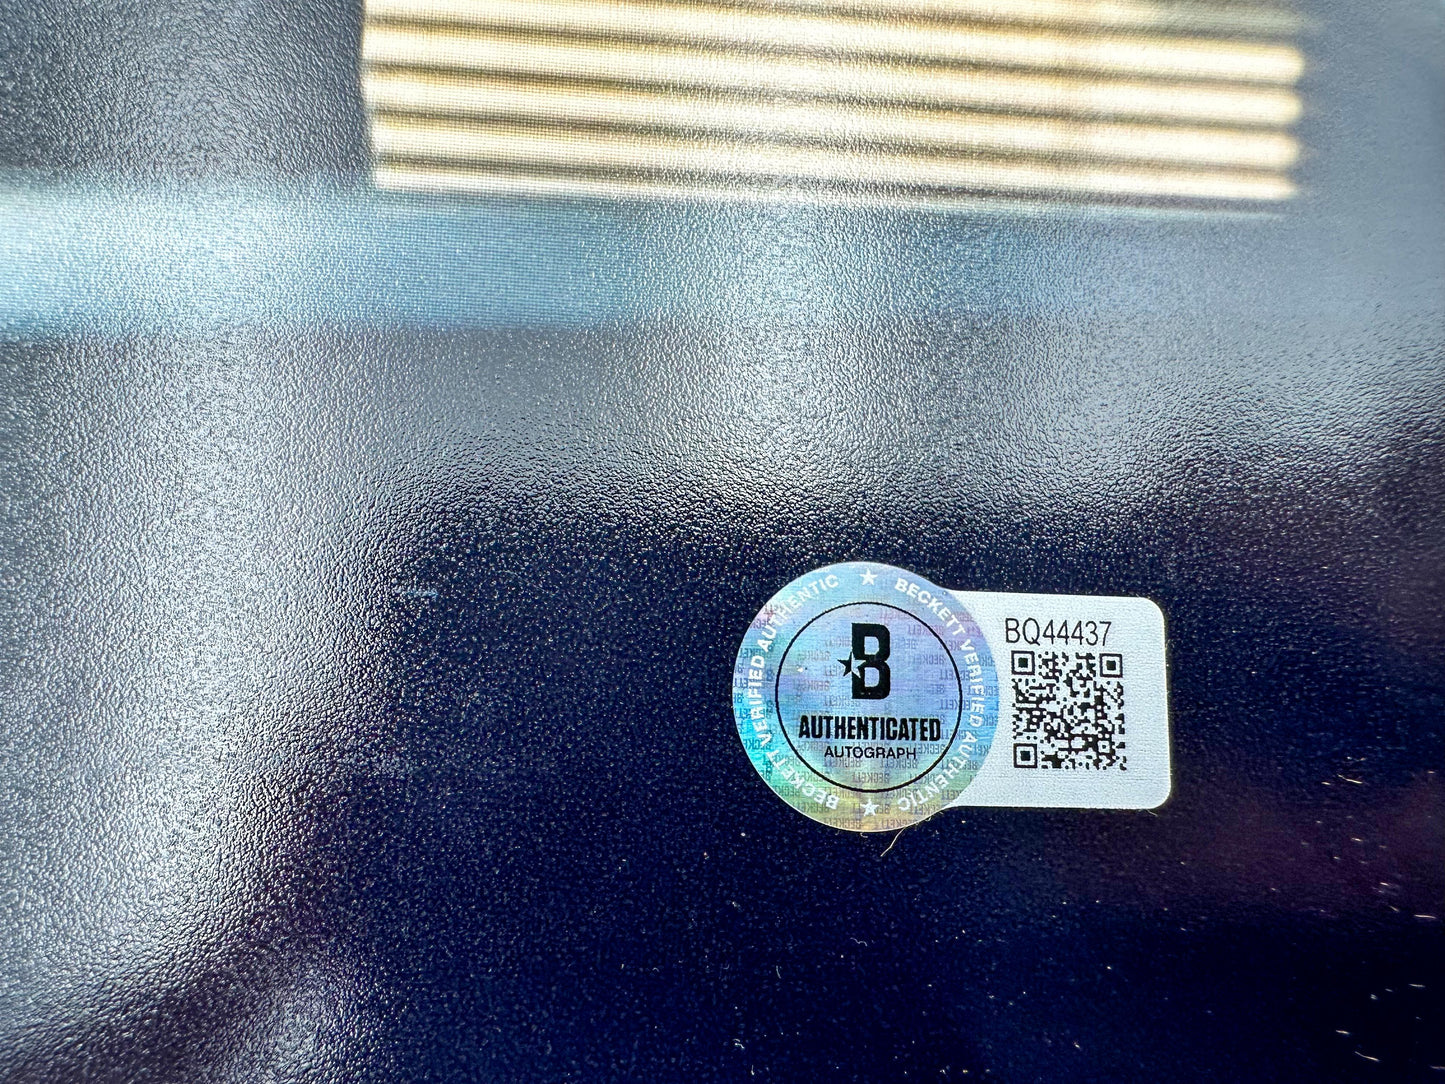 BECKETT VERIFIED AUTHENTIC ★ BECKETT VERIFIED AUTHENTIC ★
B
AUTHENTICATED
AUTOGRAPH
BQ44437